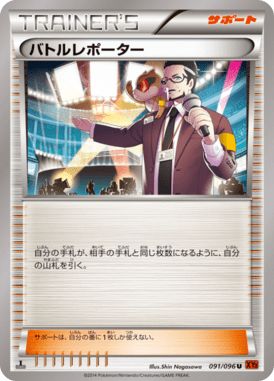 TRAINER'S
サポート
バトルレポーター
自分の手札が、相手の手札と同じ枚数になるように、自分
の山札を引く。
サポートは、自分の番に1枚しか使えない。
©2014 Pokémon/Nintendo/Creatures/GAME FREAK.
Illus.Shin Nagasawa
091/096 U